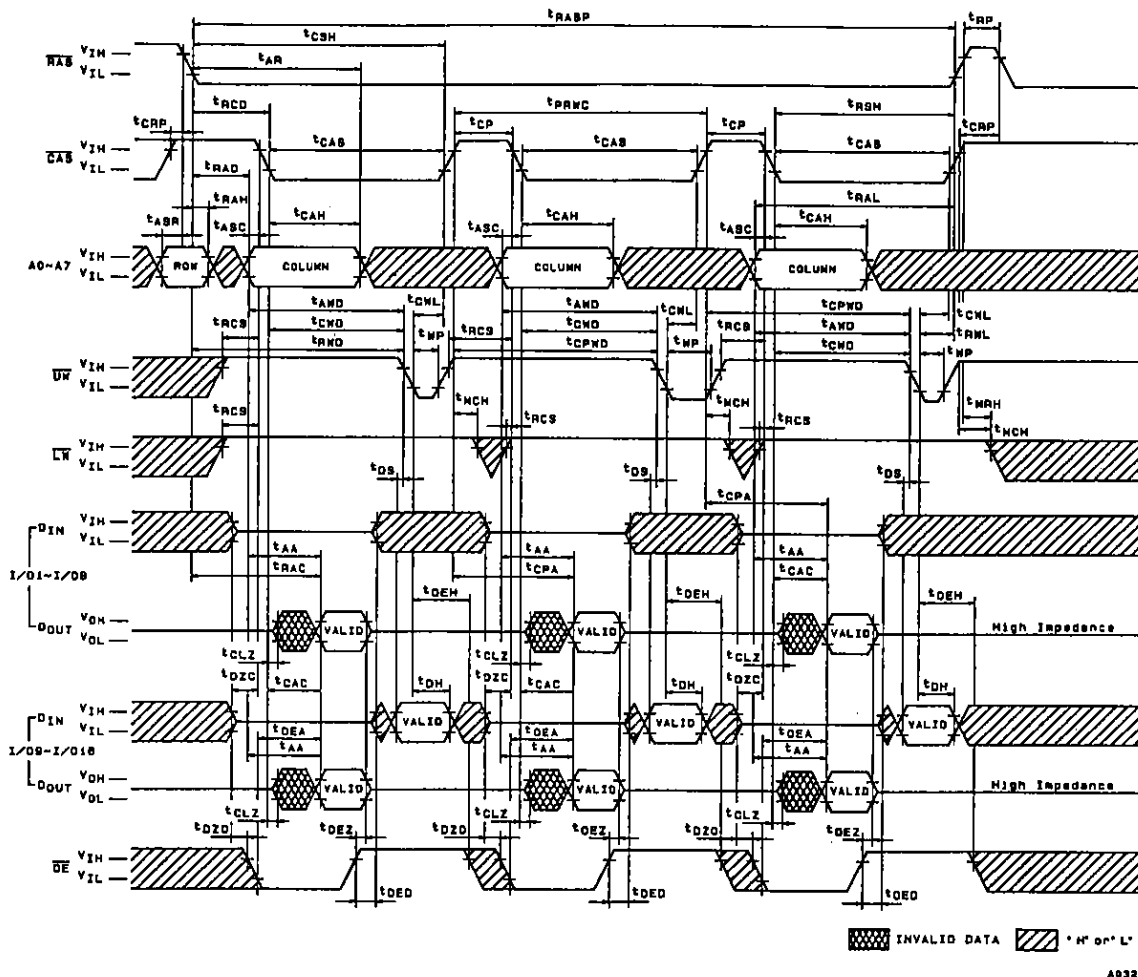 tRASP
tRP
tCSH
RAS VIH
VIL
tAR
tRCD
tPRWC
tRSH
tCRP
tCP
tCP
tCRP
CAS VIH
VIL
tCAS
tCAS
tCAS
tRAD
tRAL
tRAH
tASR
tASC
tCAH
tASC
tCAH
tASC
tCAH
A0~A7
VIH
VIL
ROW
COLUMN
COLUMN
COLUMN
tAWD
tCWL
tAWD
tCWL
tCPWD
tCWL
tRCS
tCWD
tRCS
tCWD
tRCS
tAWD
tRWL
tRWD
tWP
tCPWD
tWP
tCWD
tWP
UW VIH
VIL
tRCS
tWCH
tRCS
tWCH
tRCS
tWRH
tWCH
LW VIH
VIL
tDS
tDS
tDS
tCPA
DIN
VIH
VIL
I/O1~I/O8
tAA
tAA
tAA
tRAC
tCPA
tCAC
tOEH
tOEH
tOEH
DOUT
VOH
VOL
VALID
VALID
VALID
High Impedance
tCLZ
tCLZ
tCLZ
tDZC
tCAC
tDH
tDZC
tCAC
tDH
tDZC
tDH
DIN
VIH
VIL
VALID
VALID
VALID
I/O9~I/O16
tOEA
tOEA
tOEA
tAA
tAA
tAA
DOUT
VOH
VOL
VALID
VALID
VALID
High Impedance
tCLZ
tCLZ
tCLZ
tDZO
tOEZ
tDZO
tOEZ
tDZO
tOEZ
OE
VIH
VIL
tOED
tOED
tOED
INVALID DATA
"H" or "L"